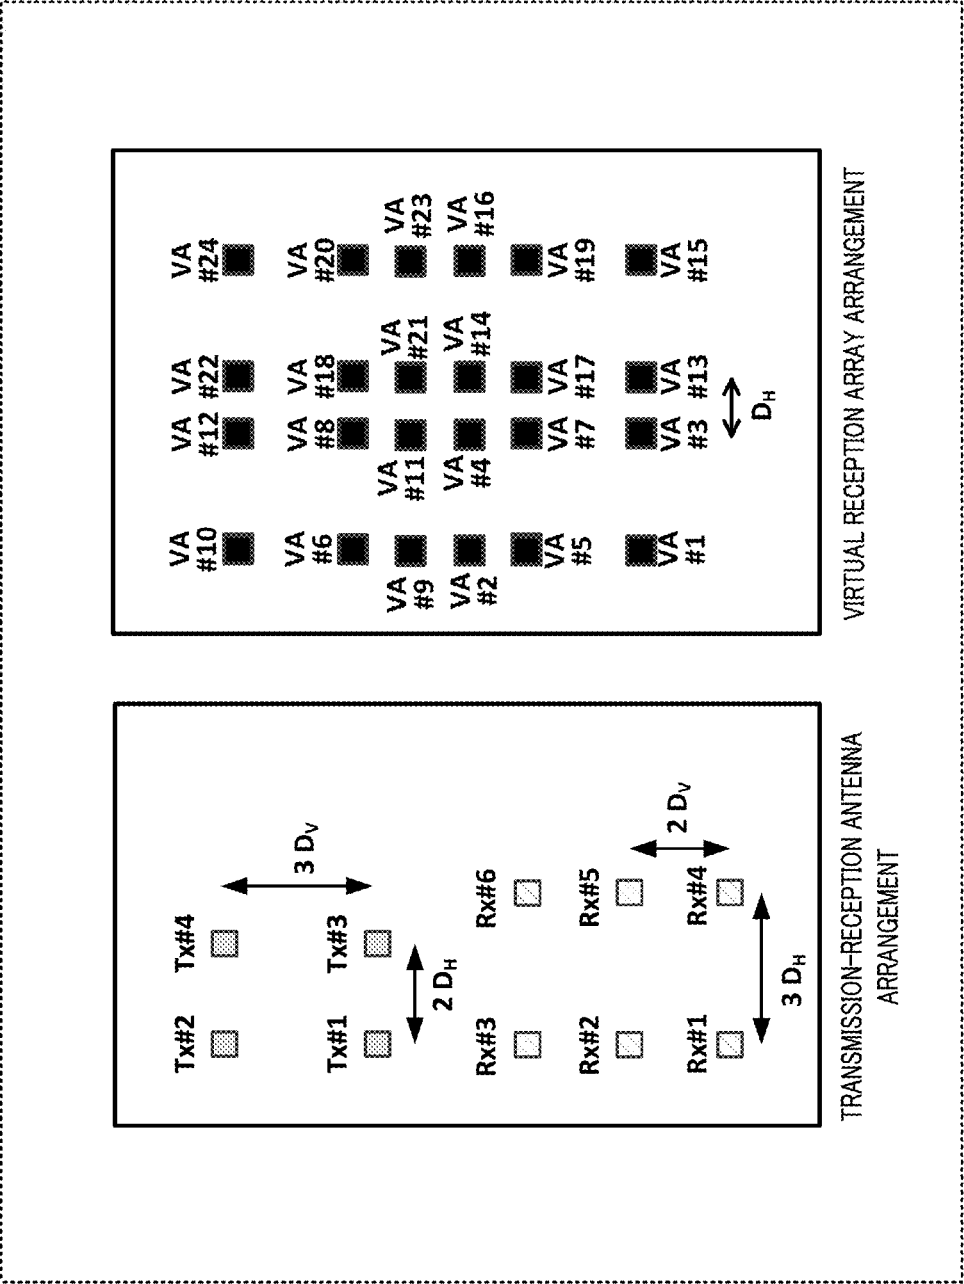 Tx#2
Tx#4
3 DV
Tx#1
Tx#3
2 DH
Rx#3
Rx#6
Rx#2
Rx#5
2 DV
Rx#1
Rx#4
3 DH
TRANSMISSION-RECEPTION ANTENNA
ARRANGEMENT
VA
#10
VA
#12
VA
#22
VA
#24
VA
#6
VA
#8
VA
#18
VA
#20
VA
#9
VA
#11
VA
#21
VA
#23
VA
#2
VA
#4
VA
#14
VA
#16
VA
#5
VA
#7
VA
#17
VA
#19
VA
#1
VA
#3
VA
#13
VA
#15
DH
VIRTUAL RECEPTION ARRAY ARRANGEMENT